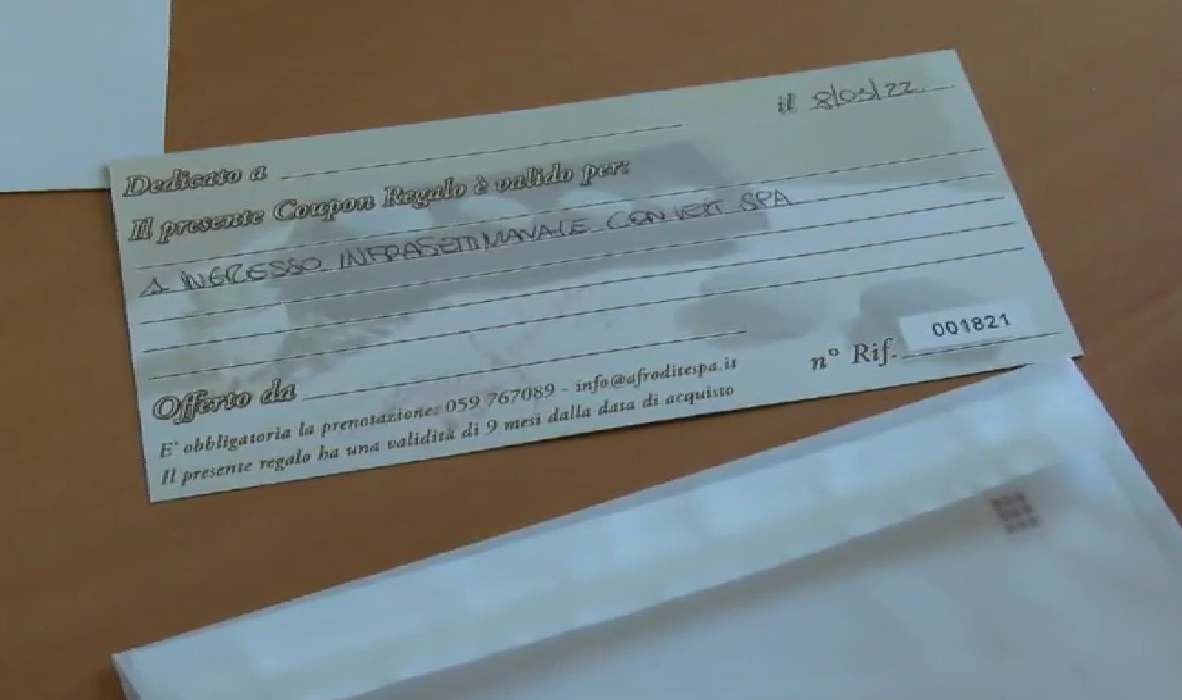 il 8/03/22
Dedicato a
Il presente Coupon Regalo è valido per:
INGRESSO INFRASETTIMANALE CON SPA
Offerto da
n° Rif. 001821
E' obbligatoria la prenotazione: 059 767089 - info@afroditespa.it
Il presente regalo ha una validità di 9 mesi dalla data di acquisto